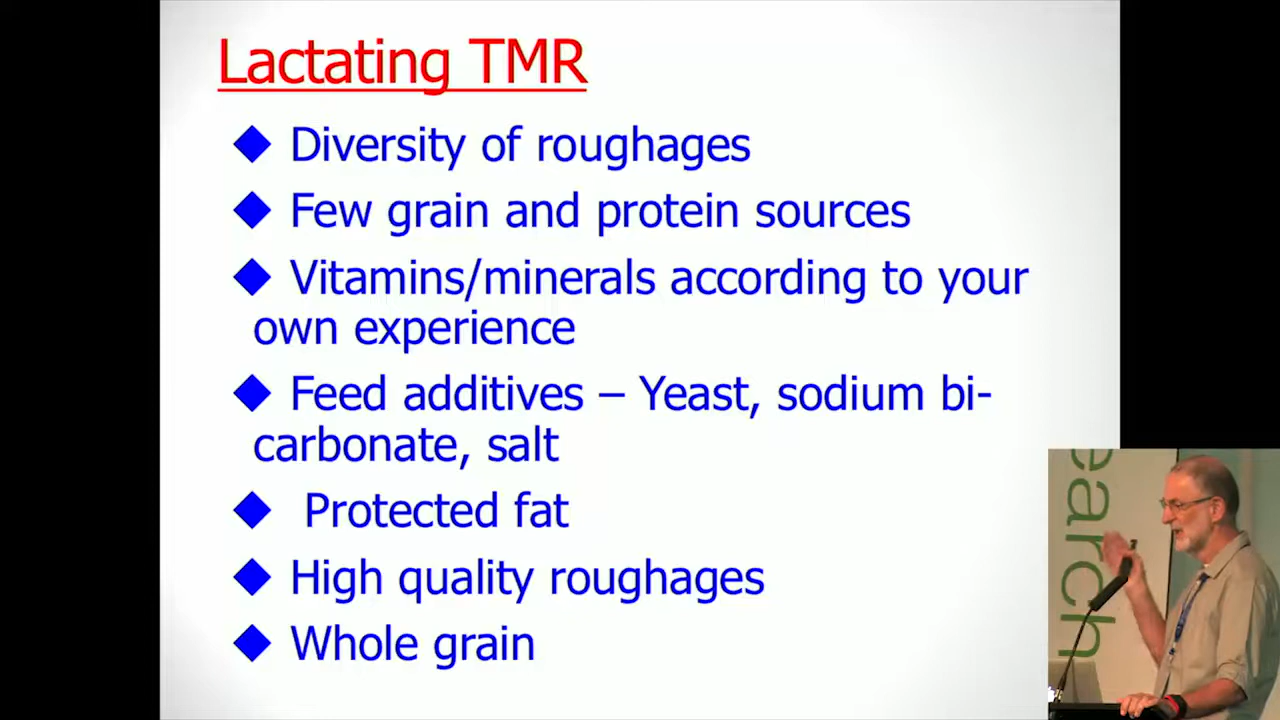 Lactating TMR
◆ Diversity of roughages
◆ Few grain and protein sources
◆ Vitamins/minerals according to your
own experience
◆ Feed additives – Yeast, sodium bi-
carbonate, salt
◆ Protected fat
◆ High quality roughages
◆ Whole grain
earch